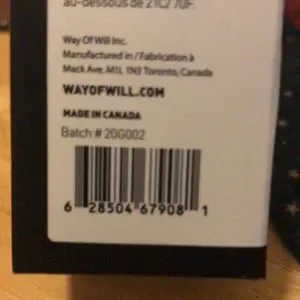 au-dessous de 21C/ 70F.
Way Of Will Inc.
Manufactured in / Fabrication à
Mack Ave. M1L 1N3 Toronto, Canada
WAYOFWILL.COM
MADE IN CANADA
Batch # 20G002
6 28504 67908 1